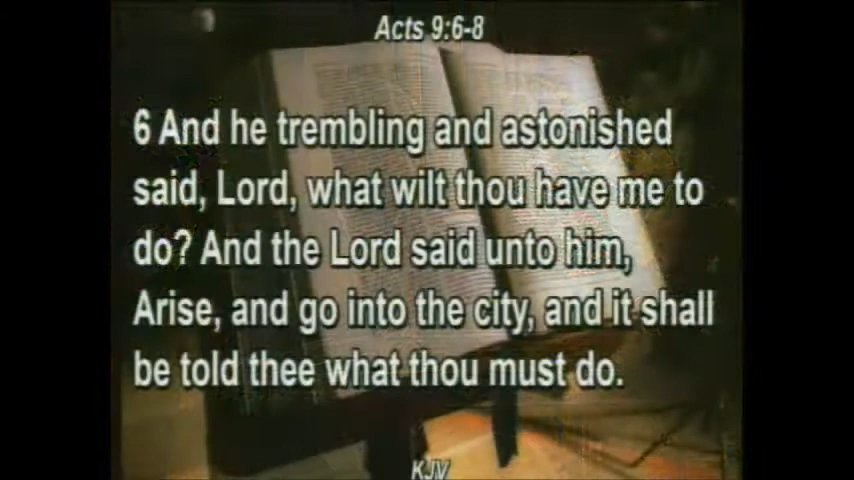 Acts 9:6-8
6 And he trembling and astonished
said, Lord, what wilt thou have me to
do? And the Lord said unto him,
Arise, and go into the city, and it shall
be told thee what thou must do.
KJV